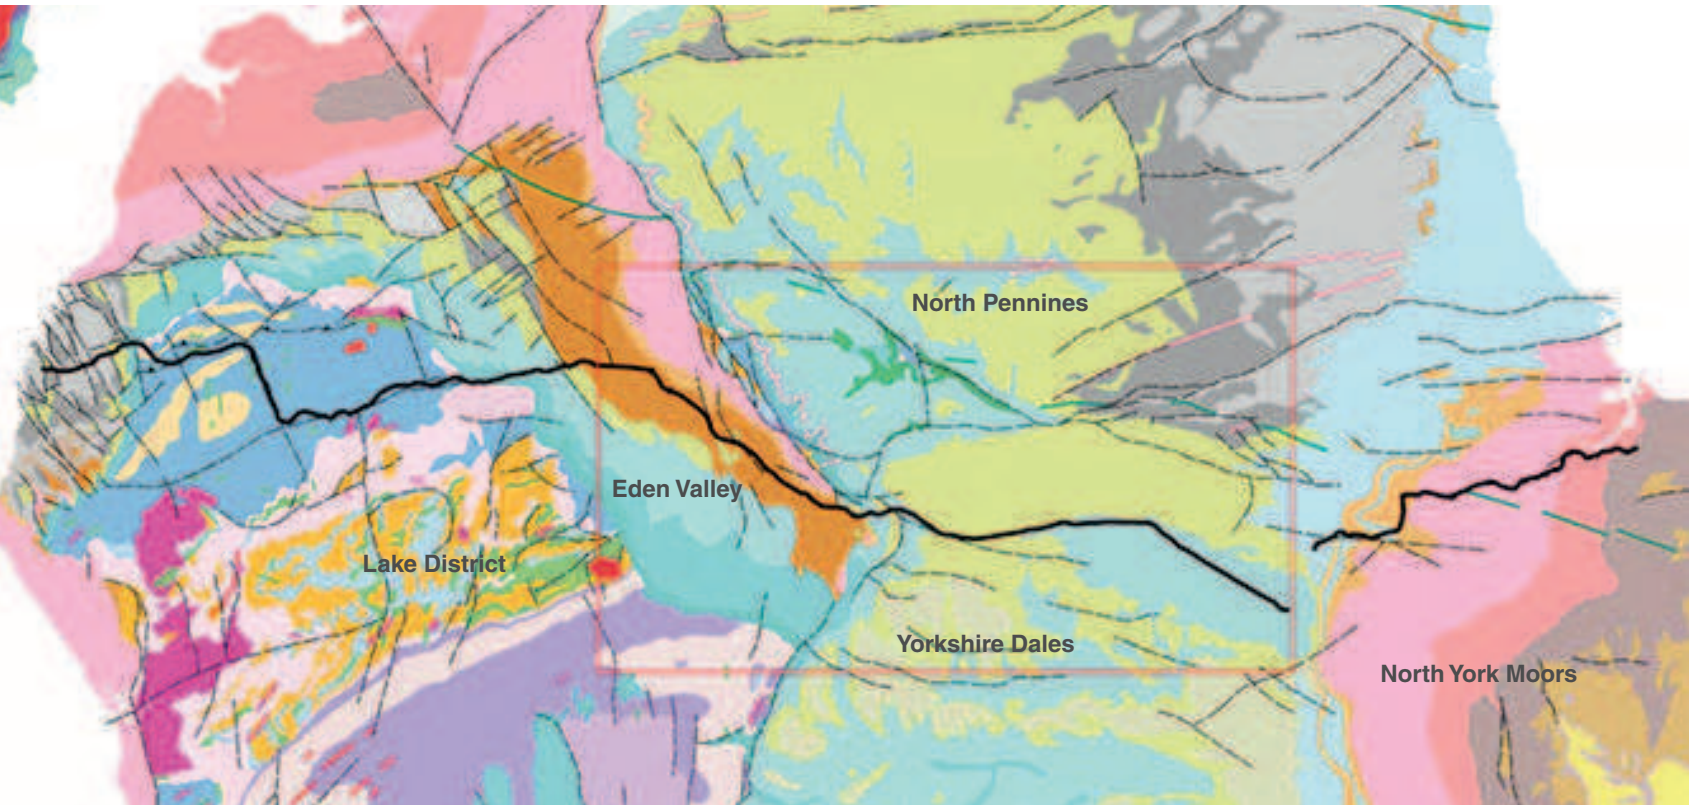 North Pennines
Eden Valley
Lake District
Yorkshire Dales
North York Moors